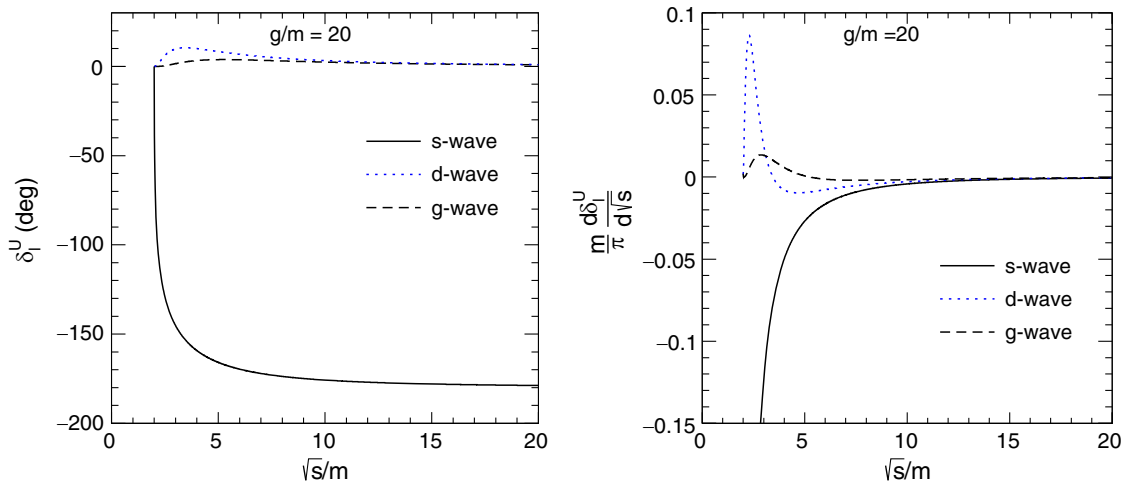 g/m = 20
0
−50
−100
−150
−200
δ_l^U (deg)
s-wave
d-wave
g-wave
0 5 10 15 20
√s/m
g/m =20
0.1
0.05
0
−0.05
−0.1
−0.15
m/π dδ_l^U/d√s
s-wave
d-wave
g-wave
0 5 10 15 20
√s/m